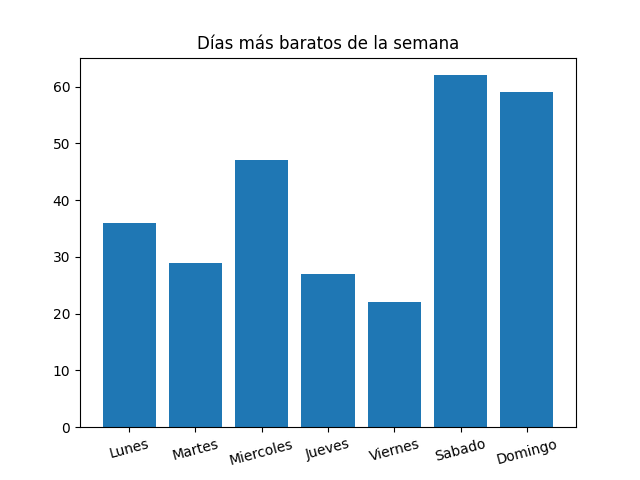 Días más baratos de la semana
60
50
40
30
20
10
0
Lunes
Martes
Miercoles
Jueves
Viernes
Sabado
Domingo